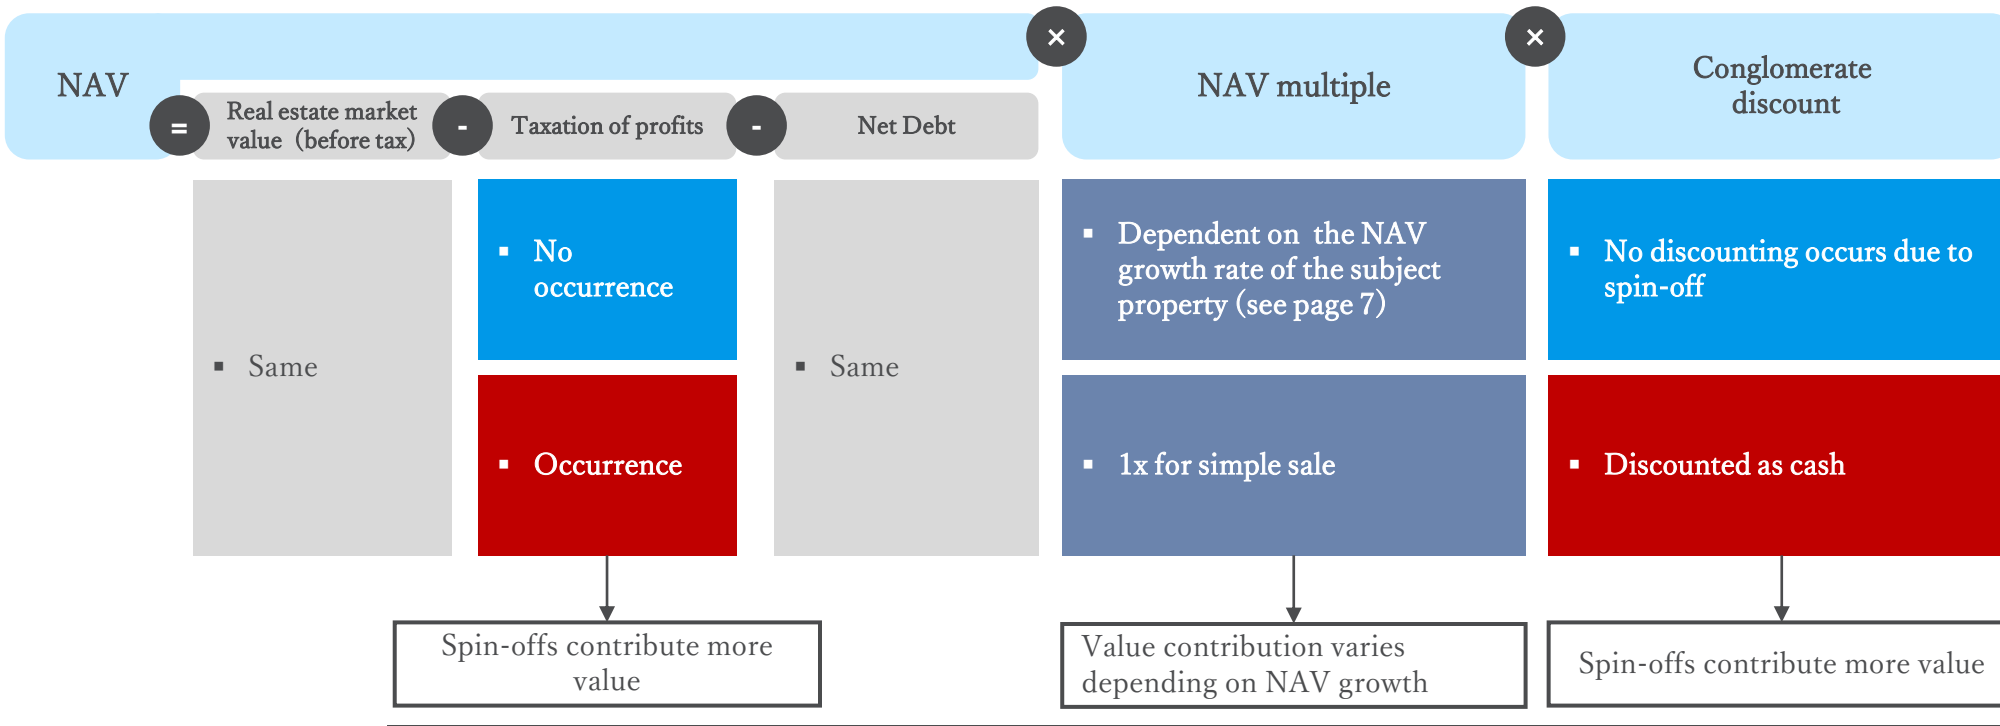 NAV
=
Real estate market
value (before tax)
-
Taxation of profits
-
Net Debt
×
NAV multiple
×
Conglomerate
discount
▪ Same
▪ No
occurrence
▪ Occurrence
▪ Same
▪ Dependent on the NAV
growth rate of the subject
property (see page 7)
▪ 1x for simple sale
▪ No discounting occurs due to
spin-off
▪ Discounted as cash
Spin-offs contribute more
value
Value contribution varies
depending on NAV growth
Spin-offs contribute more value